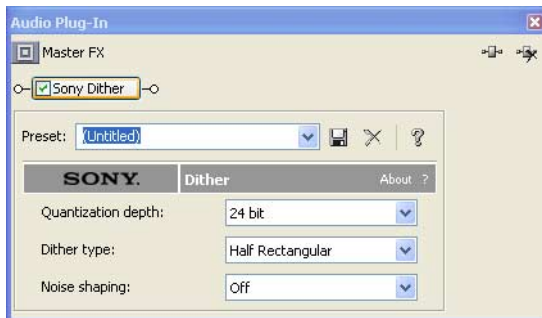 Audio Plug-In
Master FX
Sony Dither
Preset: (Untitled)
SONY. Dither About ?
Quantization depth: 24 bit
Dither type: Half Rectangular
Noise shaping: Off